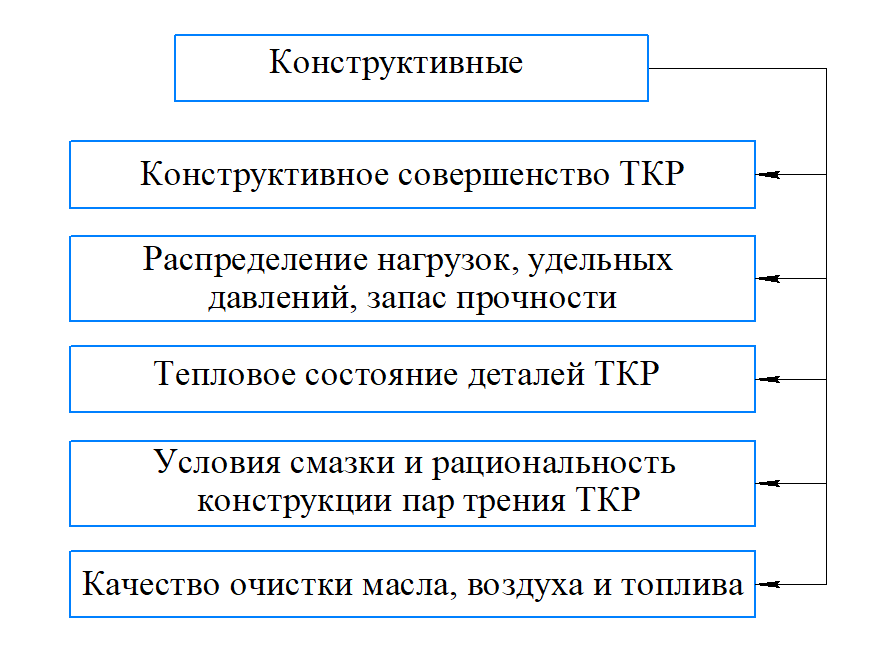 Конструктивные
Конструктивное совершенство ТКР
Распределение нагрузок, удельных
давлений, запас прочности
Тепловое состояние деталей ТКР
Условия смазки и рациональность
конструкции пар трения ТКР
Качество очистки масла, воздуха и топлива